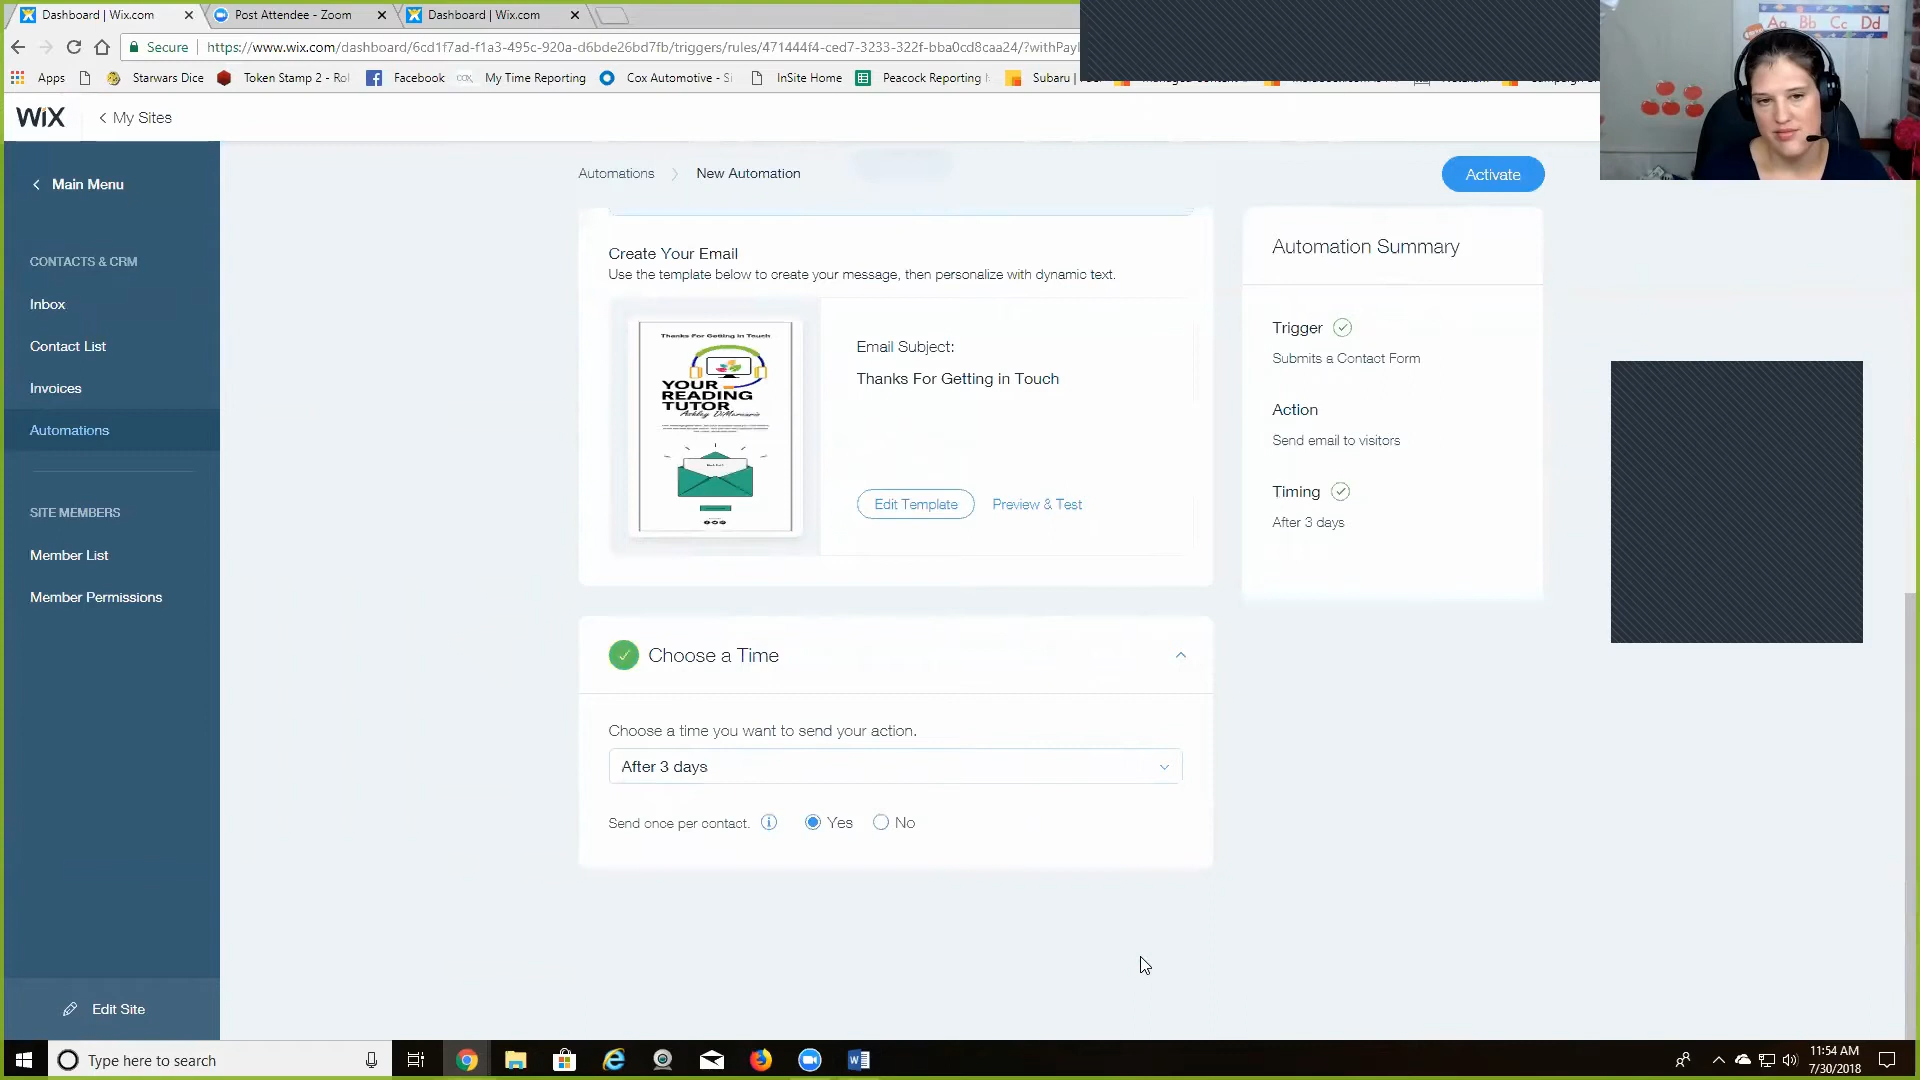 Dashboard | Wix.com
Post Attendee - Zoom
Dashboard | Wix.com
Secure
https://www.wix.com/dashboard/6cd1f7ad-f1a3-495c-920a-d6bde26bd7fb/triggers/rules/471444f4-ced7-3233-322f-bba0cd8caa24/?withPayl
Apps
Starwars Dice
Token Stamp 2 - Rol
Facebook
My Time Reporting
Cox Automotive - Si
InSite Home
Peacock Reporting
Subaru |
Aa Bb Cc Dd
WiX
My Sites
Main Menu
Automations
New Automation
Activate
CONTACTS & CRM
Inbox
Contact List
Invoices
Automations
SITE MEMBERS
Member List
Member Permissions
Edit Site
Create Your Email
Use the template below to create your message, then personalize with dynamic text.
Thanks For Getting in Touch
YOUR
READING
TUTOR
Email Subject:
Thanks For Getting in Touch
Edit Template
Preview & Test
Automation Summary
Trigger
Submits a Contact Form
Action
Send email to visitors
Timing
After 3 days
Choose a Time
Choose a time you want to send your action.
After 3 days
Send once per contact.
Yes
No
Type here to search
11:54 AM
7/30/2018